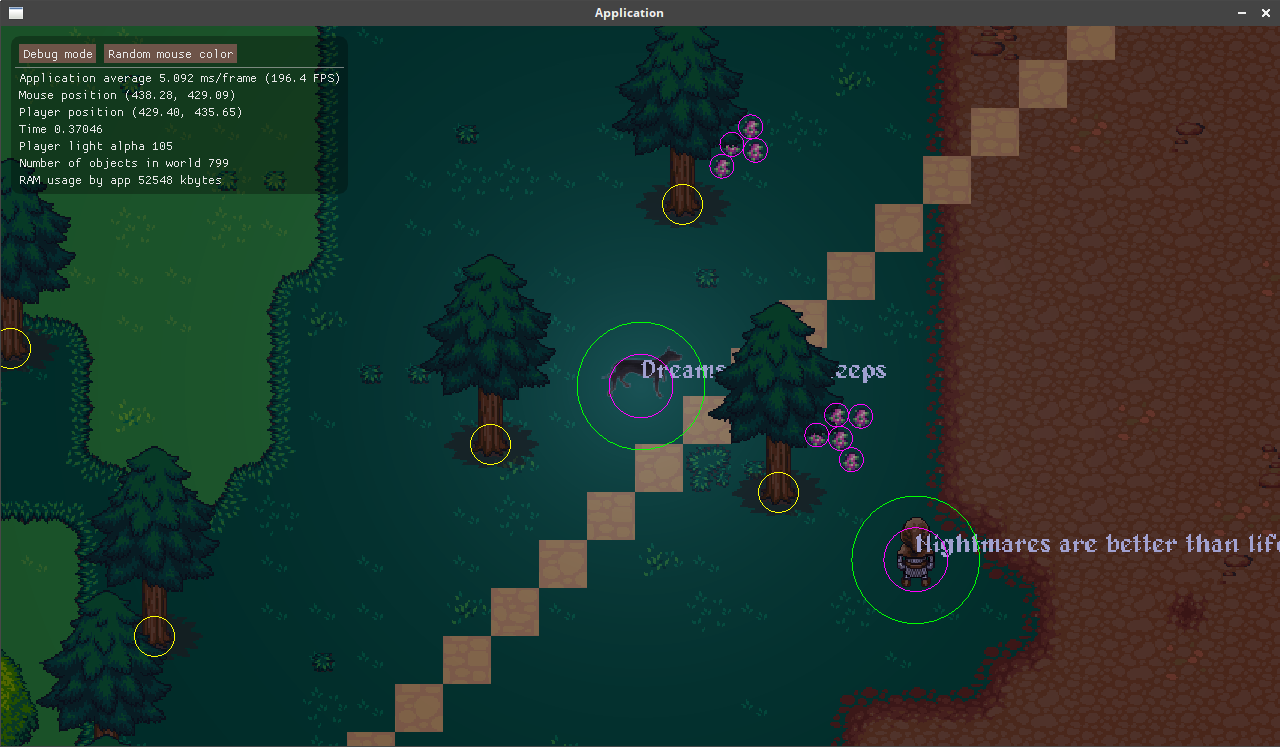 Application
Debug mode Random mouse color
Application average 5.092 ms/frame (196.4 FPS)
Mouse position (438.28, 429.09)
Player position (429.40, 435.65)
Time 0.37046
Player light alpha 105
Number of objects in world 799
RAM usage by app 52548 kbytes
Dreams
Nightmares are better than life